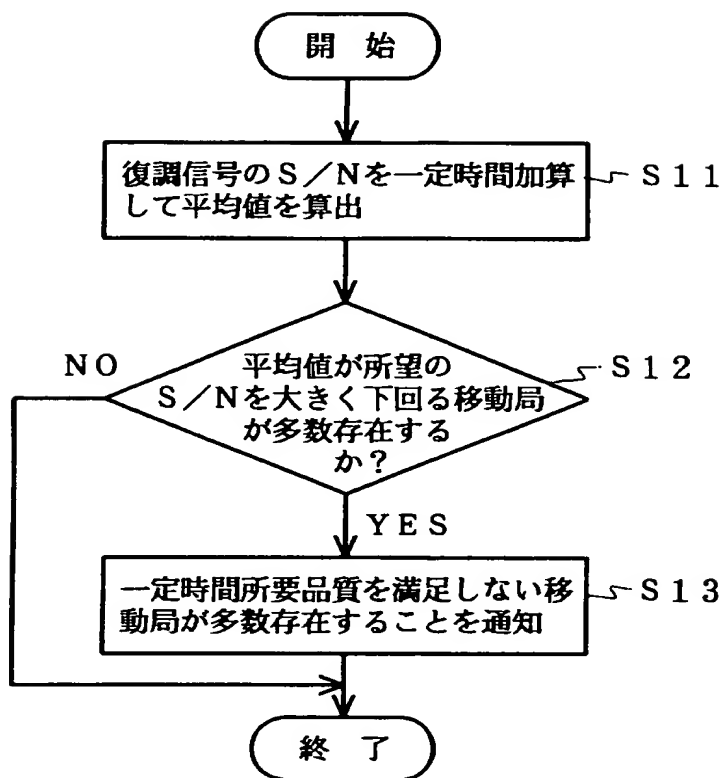 開 始
復調信号のS/Nを一定時間加算
して平均値を算出
S11
平均値が所望の
S/Nを大きく下回る移動局
が多数存在する
か?
S12
NO
YES
一定時間所要品質を満足しない移
動局が多数存在することを通知
S13
終 了